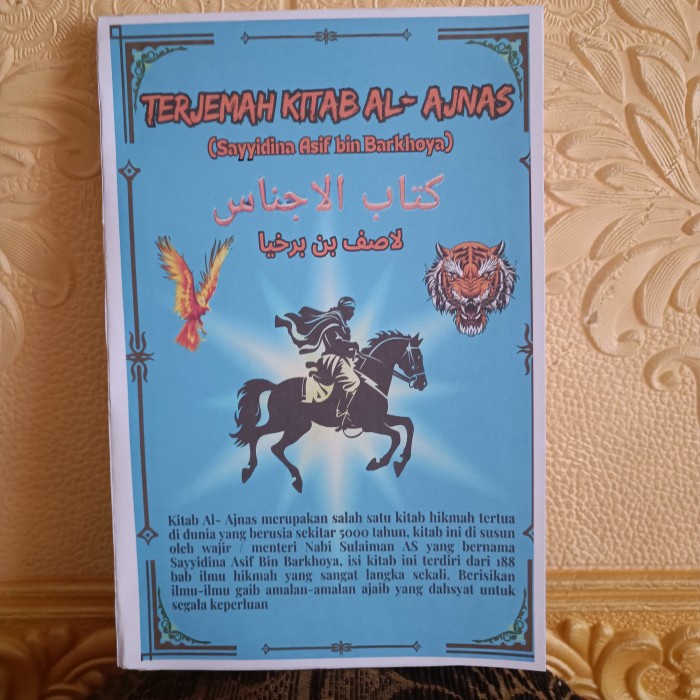 TERJEMAH KITAB AL- AJNAS
(Sayyidina Asif bin Barkhoya)
كتاب الاجناس
لاصف بن برخيا
Kitab Al- Ajnas merupakan salah satu kitab hikmah tertua
di dunia yang berusia sekitar 5000 tahun, kitab ini di susun
oleh wajir / menteri Nabi Sulaiman AS yang bernama
Sayyidina Asif Bin Barkhoya, isi kitab ini terdiri dari 188
bab ilmu hikmah yang sangat langka sekali. Berisikan
ilmu-ilmu gaib amalan-amalan ajaib yang dahsyat untuk
segala keperluan